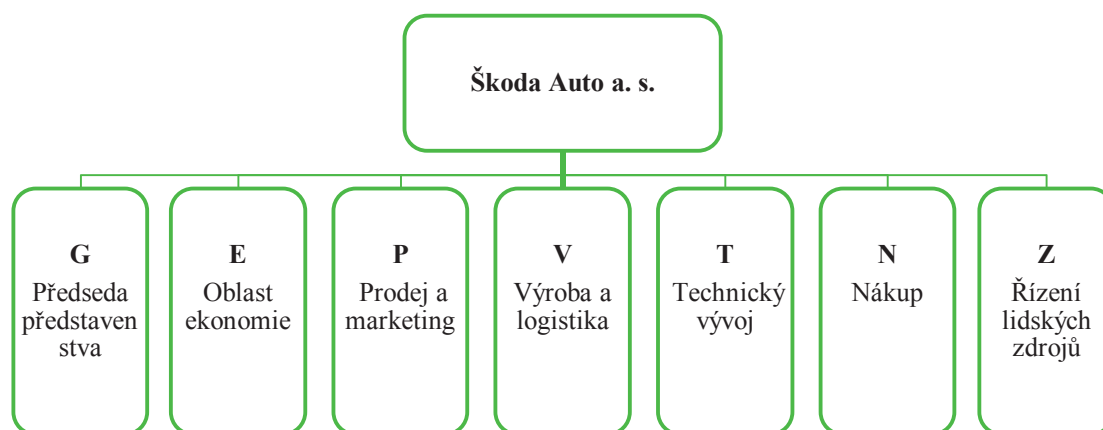 Škoda Auto a. s.
G
Předseda
představen
stva
E
Oblast
ekonomie
P
Prodej a
marketing
V
Výroba a
logistika
T
Technický
vývoj
N
Nákup
Z
Řízení
lidských
zdrojů